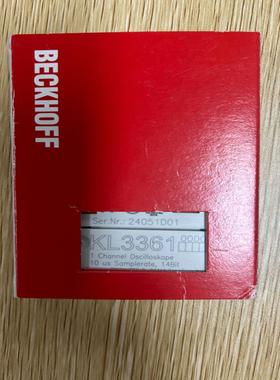 BECKHOFF
Ser.Nr.: 24051D01
KL3361
1 Channel Oscilloskope
10 us Samplerate, 14Bit